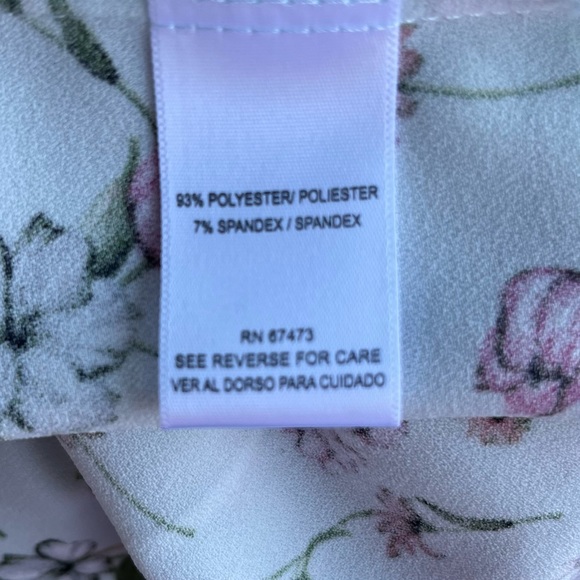 93% POLYESTER/ POLIESTER
7% SPANDEX / SPANDEX
RN 67473
SEE REVERSE FOR CARE
VER AL DORSO PARA CUIDADO